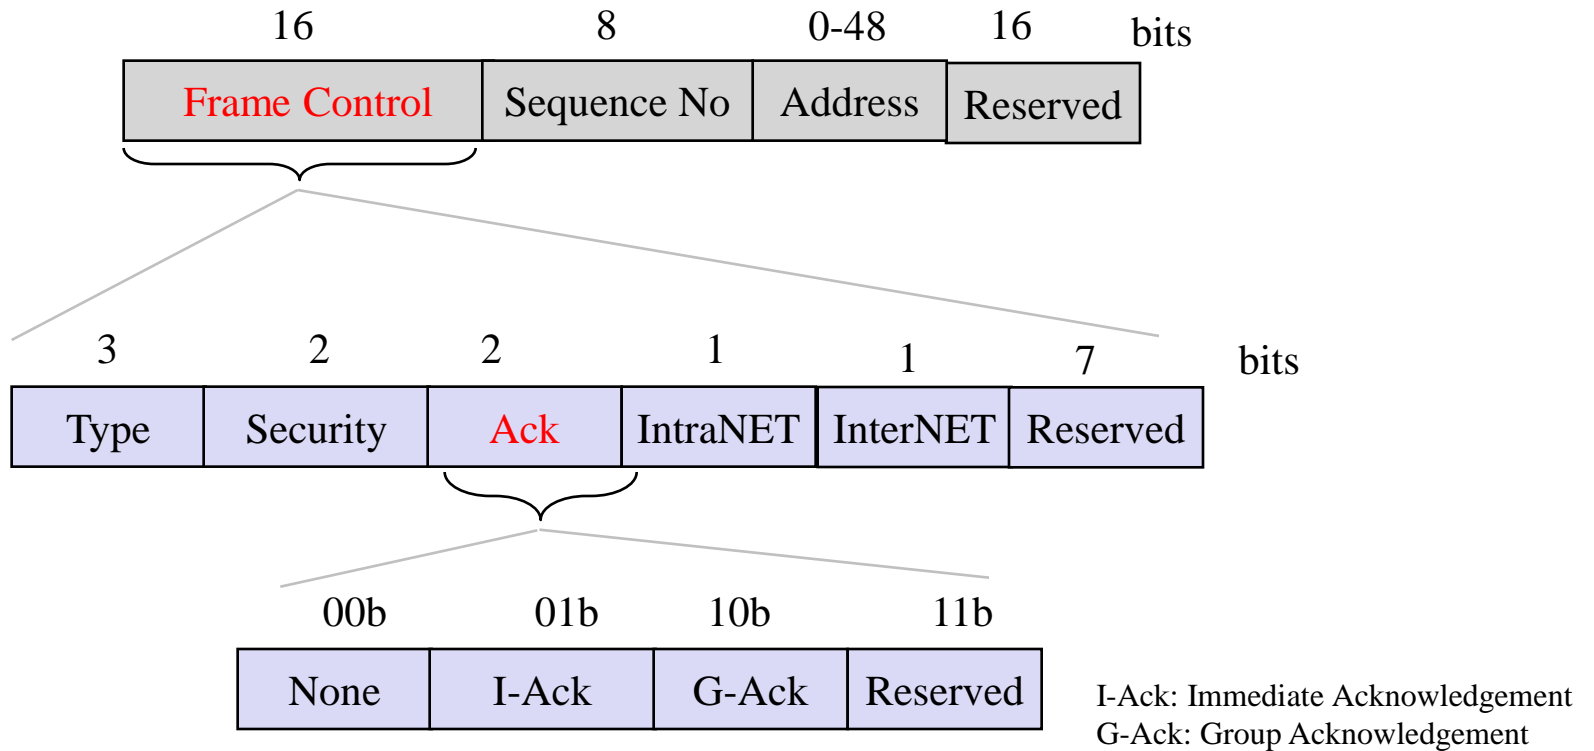 16 8 0-48 16 bits
Frame Control Sequence No Address Reserved
3 2 2 1 1 7 bits
Type Security Ack IntraNET InterNET Reserved
00b 01b 10b 11b
None I-Ack G-Ack Reserved
I-Ack: Immediate Acknowledgement
G-Ack: Group Acknowledgement